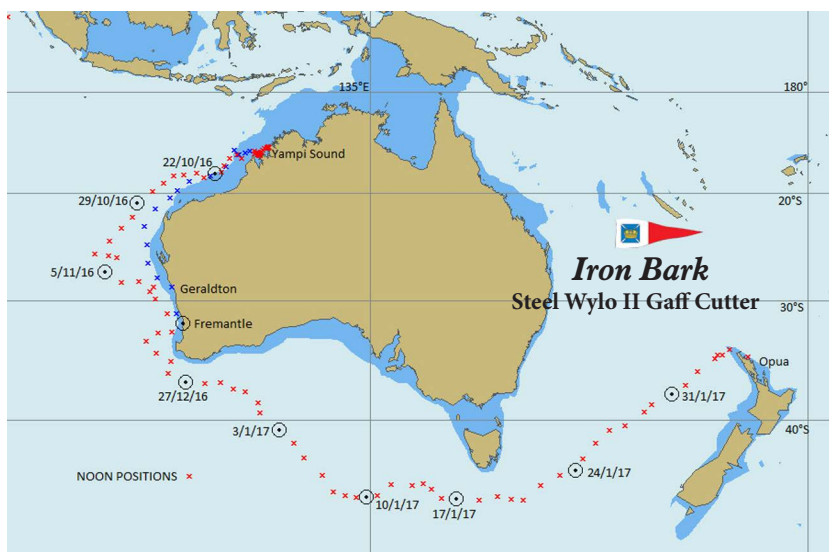 135°E
180°
Yampi Sound
22/10/16
29/10/16
20°S
5/11/16
Iron Bark
Geraldton
Steel Wylo II Gaff Cutter
30°S
Fremantle
Opua
27/12/16
31/1/17
3/1/17
40°S
24/1/17
NOON POSITIONS
10/1/17
17/1/17